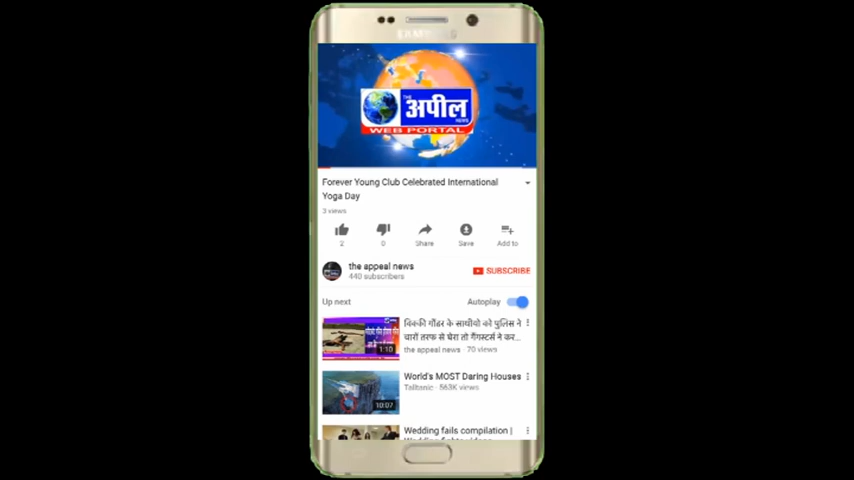 SAMSUNG
THE
अपील
NEWS
WEB PORTAL
Forever Young Club Celebrated International
Yoga Day
3 views
2
0
Share
Save
Add to
the appeal news
440 subscribers
SUBSCRIBE
Up next
Autoplay
विक्की गौंडर के साथीयो को पुलिस ने
चारों तरफ से घेरा तो गैंगस्टर्स ने कर...
the appeal news · 70 views
1:10
World's MOST Daring Houses
Talltanic · 563K views
10:07
Wedding fails compilation |